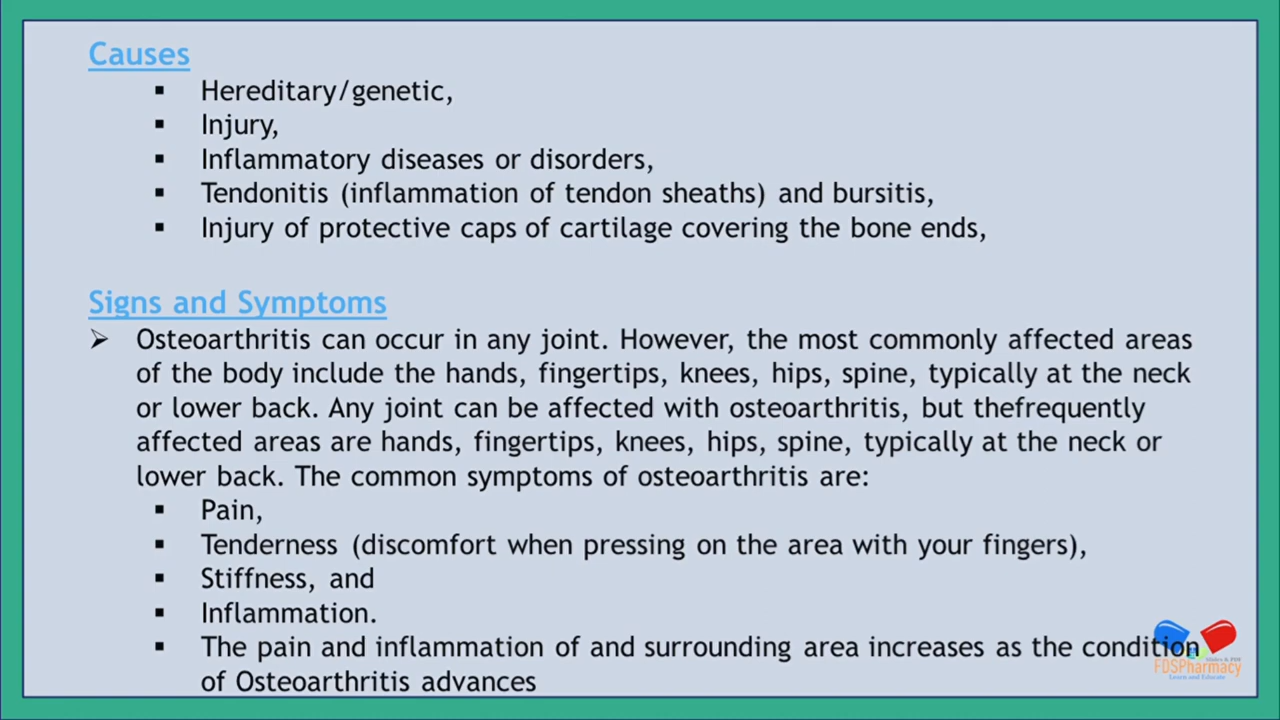 Causes
▪ Hereditary/genetic,
▪ Injury,
▪ Inflammatory diseases or disorders,
▪ Tendonitis (inflammation of tendon sheaths) and bursitis,
▪ Injury of protective caps of cartilage covering the bone ends,
Signs and Symptoms
➢ Osteoarthritis can occur in any joint. However, the most commonly affected areas
of the body include the hands, fingertips, knees, hips, spine, typically at the neck
or lower back. Any joint can be affected with osteoarthritis, but thefrequently
affected areas are hands, fingertips, knees, hips, spine, typically at the neck or
lower back. The common symptoms of osteoarthritis are:
▪ Pain,
▪ Tenderness (discomfort when pressing on the area with your fingers),
▪ Stiffness, and
▪ Inflammation.
▪ The pain and inflammation of and surrounding area increases as the condition
of Osteoarthritis advances
FDSPharmacy
Learn and Educate